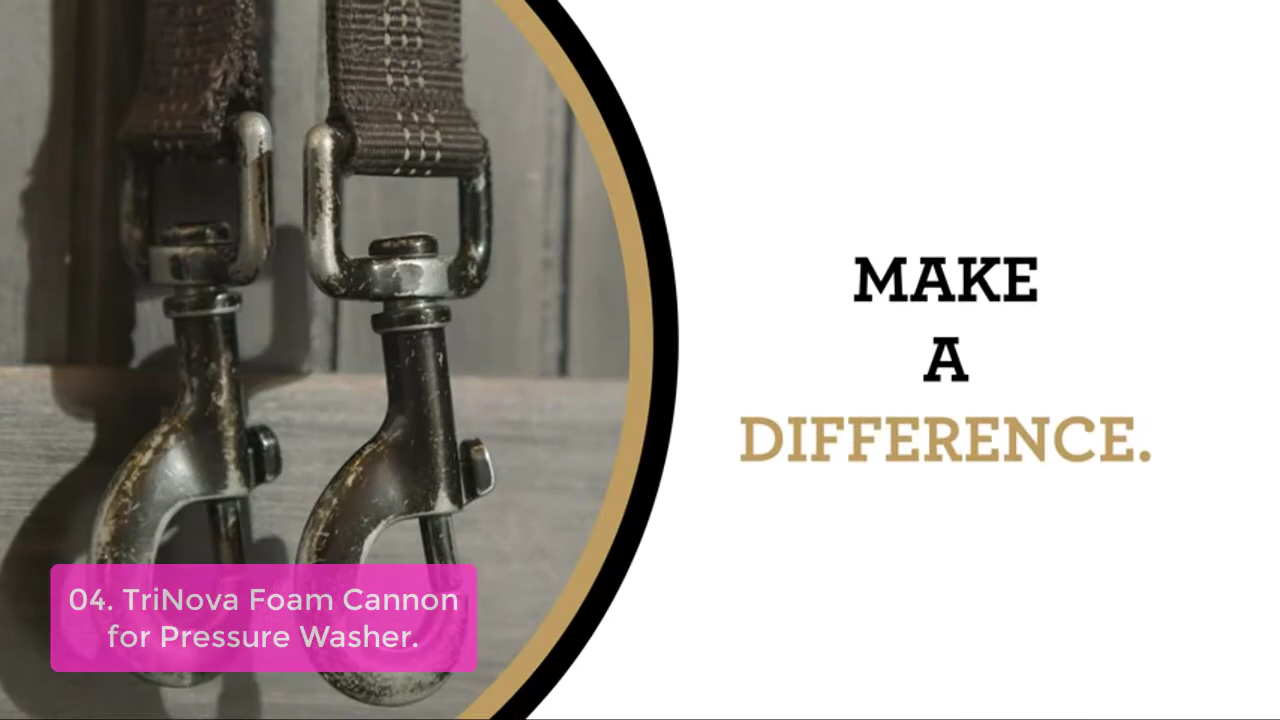 MAKE
A
DIFFERENCE.
04. TriNova Foam Cannon
for Pressure Washer.